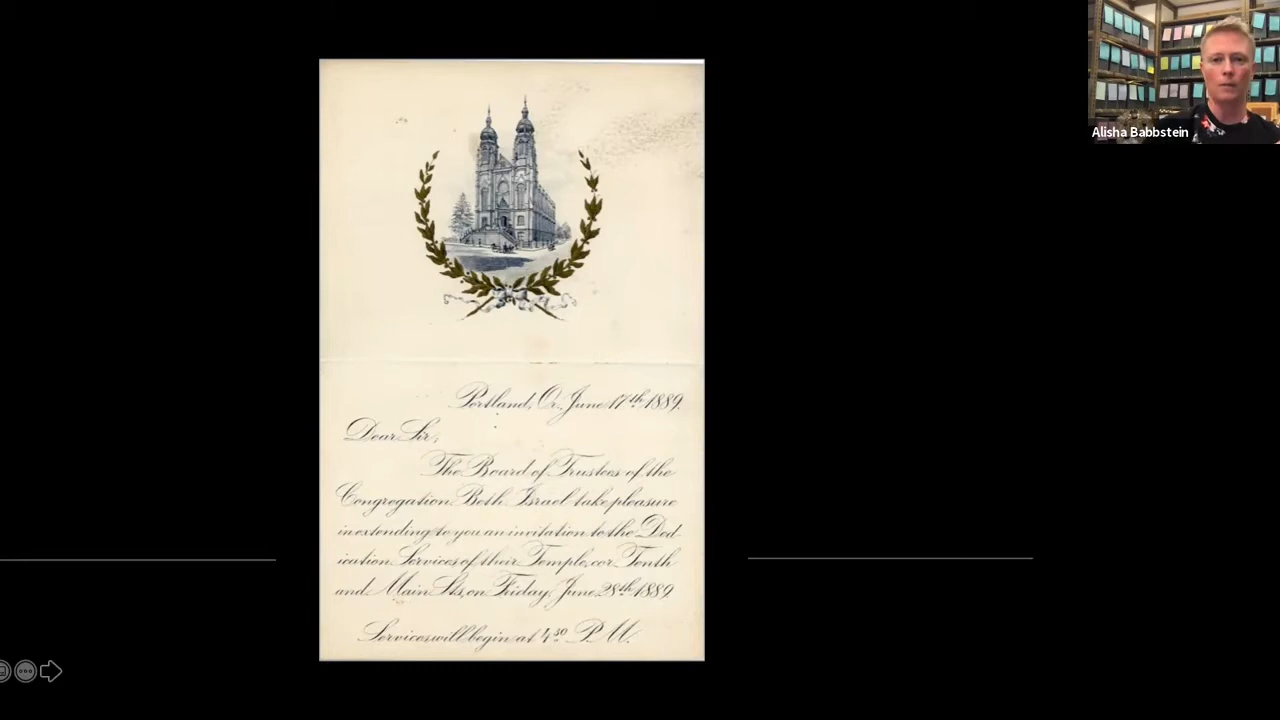 Alisha Babbstein
Portland, Or. June 17th 1889.
Dear Sir,
The Board of Trustees of the
Congregation Beth Israel take pleasure
in extending to you an invitation to the Ded-
ication Services of their Temple, cor. Tenth
and Main Sts, on Friday, June 28th 1889
Services will begin at 4 30 P.M.